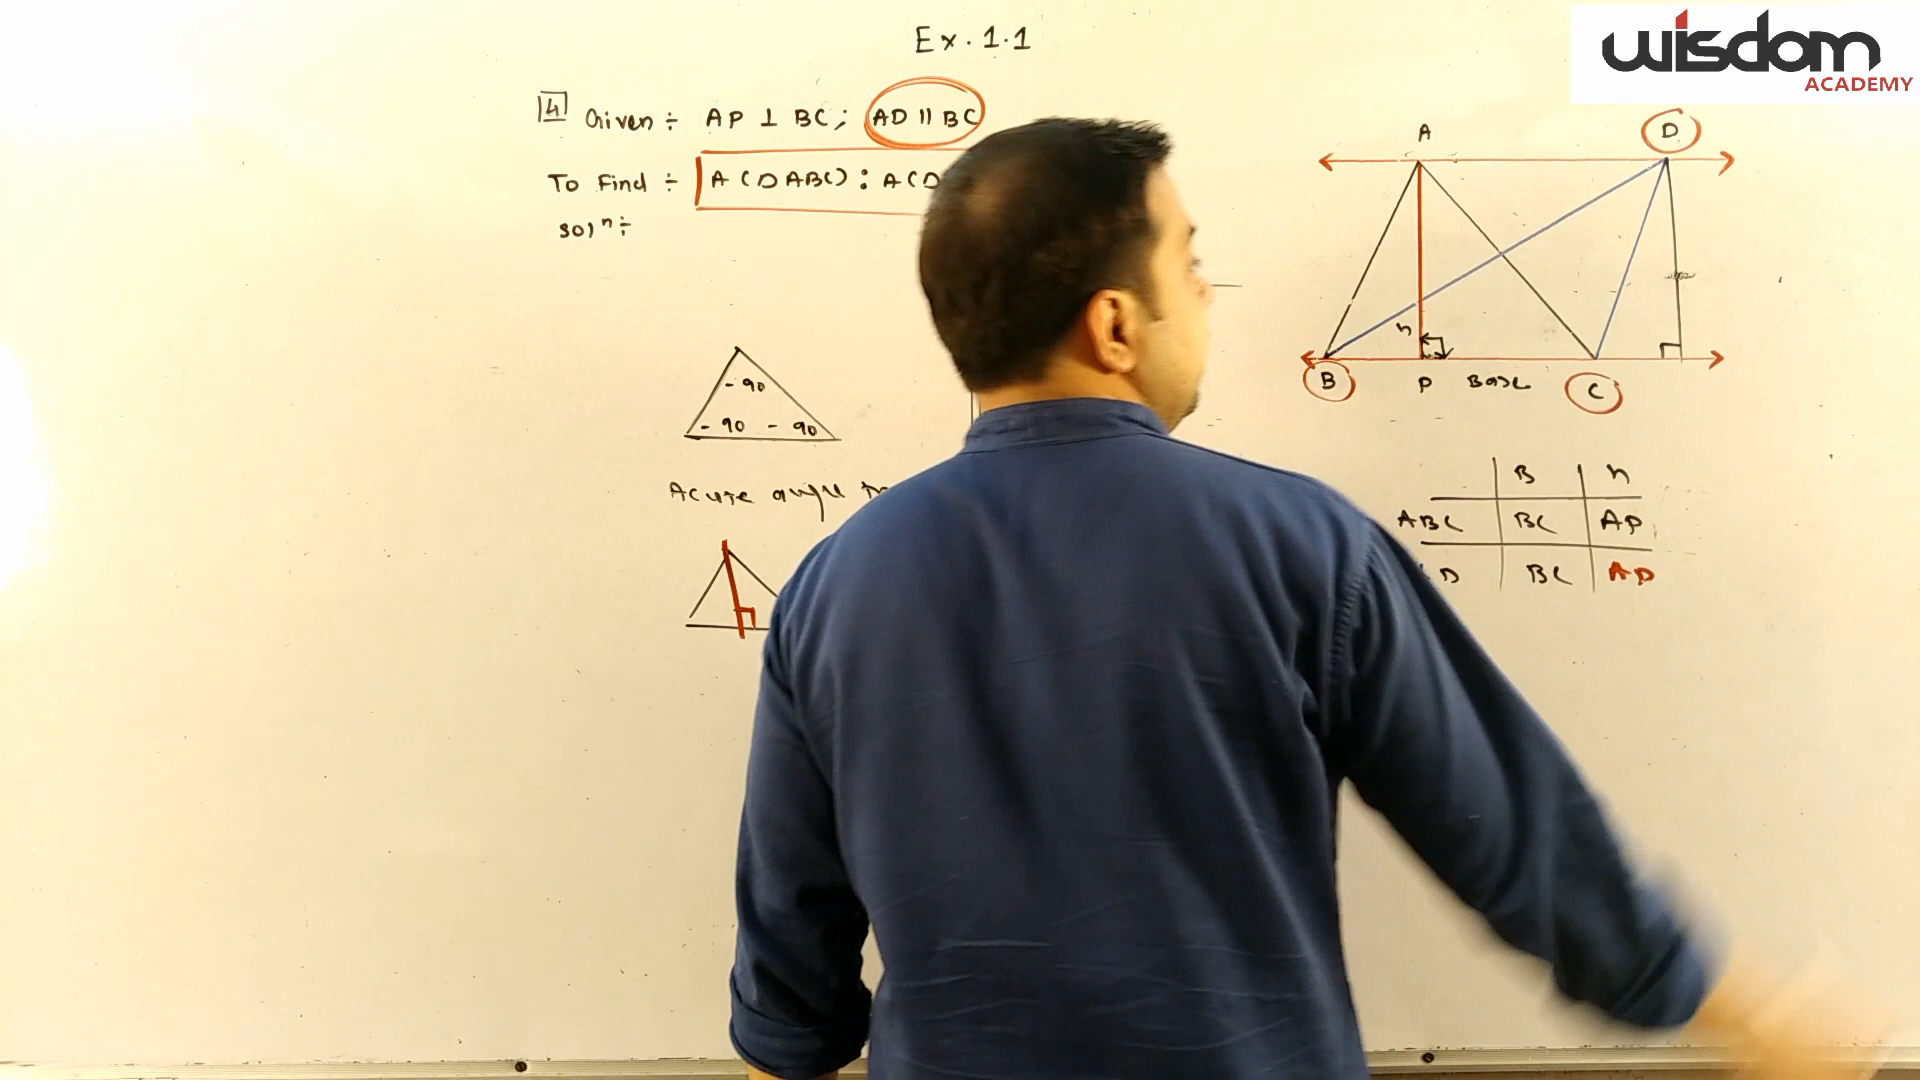 Ex. 1.1
wisdom
ACADEMY
4 Given ÷ AP ⊥ BC ; AD || BC
To Find ÷ A (Δ ABC) : A (Δ
solⁿ ÷
A D
h
B P Base C
- 90
- 90 - 90
Acute angle
B h
ABC BC AP
D BC AP